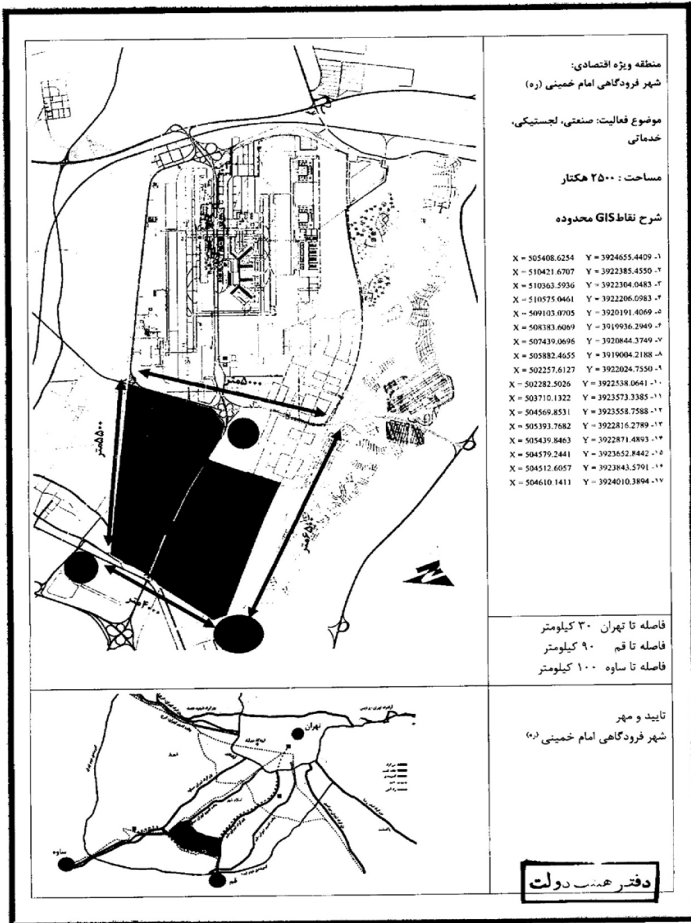 منطقه ویژه اقتصادی:
شهر فرودگاهی امام خمینی (ره)
موضوع فعالیت: صنعتی، لجستیکی،
خدماتی
مساحت : ۲۵۰۰ هکتار
شرح نقاط GIS محدوده
X = 505408.6254 Y = 3924655.4409 -۱
X = 510421.6707 Y = 3922385.4550 -۲
X = 510363.5936 Y = 3922304.0483 -۳
X = 510575.0461 Y = 3922206.0983 -۴
X = 509103.0705 Y = 3920191.4069 -۵
X = 508383.6069 Y = 3919936.2949 -۶
X = 507439.0696 Y = 3920844.3749 -۷
X = 505882.4655 Y = 3919004.2188 -۸
X = 502257.6127 Y = 3922024.7550 -۹
X = 502282.5026 Y = 3922538.0641 -۱۰
X = 503710.1322 Y = 3923573.3385 -۱۱
X = 504569.8531 Y = 3923558.7588 -۱۲
X = 505393.7682 Y = 3922816.2789 -۱۳
X = 505439.8463 Y = 3922871.4893 -۱۴
X = 504579.2441 Y = 3923652.8442 -۱۵
X = 504512.6057 Y = 3923843.5791 -۱۶
X = 504610.1411 Y = 3924010.3894 -۱۷
۵۰۰۰متر
۵۵۰۰متر
۶۵۰۰متر
۴۰۰۰متر
فاصله تا تهران ۳۰ کیلومتر
فاصله تا قم ۹۰ کیلومتر
فاصله تا ساوه ۱۰۰ کیلومتر
تهران
ساوه
قم
تایید و مهر
شهر فرودگاهی امام خمینی (ره)
دفتر هیئت دولت